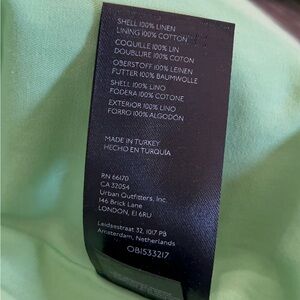 SHELL 100% LINEN
LINING 100% COTTON
COQUILLE 100% LIN
DOUBLURE 100% COTON
OBERSTOFF 100% LEINEN
FUTTER 100% BAUMWOLLE
SHELL 100% LINO
FODERA 100% COTONE
EXTERIOR 100% LINO
FORRO 100% ALGODÓN
MADE IN TURKEY
HECHO EN TURQUÍA
RN 66170
CA 32054
Urban Outfitters, Inc.
146 Brick Lane
LONDON, E1 6RU
Leidsestraat 32, 1017 PB
Amsterdam, Netherlands
OB1533217